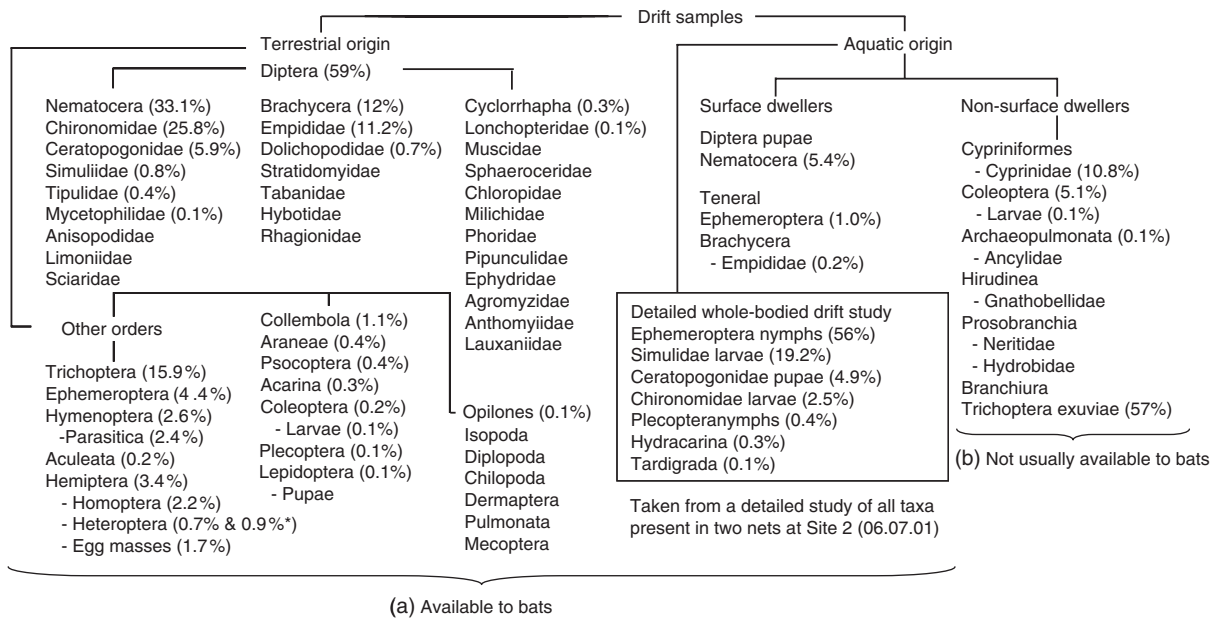 Drift samples
Terrestrial origin
Diptera (59%)
Nematocera (33.1%)
Chironomidae (25.8%)
Ceratopogonidae (5.9%)
Simuliidae (0.8%)
Tipulidae (0.4%)
Mycetophilidae (0.1%)
Anisopodidae
Limoniidae
Sciaridae
Brachycera (12%)
Empididae (11.2%)
Dolichopodidae (0.7%)
Stratidomyidae
Tabanidae
Hybotidae
Rhagionidae
Cyclorrhapha (0.3%)
Lonchopteridae (0.1%)
Muscidae
Sphaeroceridae
Chloropidae
Milichidae
Phoridae
Pipunculidae
Ephydridae
Agromyzidae
Anthomyiidae
Lauxaniidae
Other orders
Trichoptera (15.9%)
Ephemeroptera (4.4%)
Hymenoptera (2.6%)
-Parasitica (2.4%)
Aculeata (0.2%)
Hemiptera (3.4%)
- Homoptera (2.2%)
- Heteroptera (0.7% & 0.9%*)
- Egg masses (1.7%)
Collembola (1.1%)
Araneae (0.4%)
Psocoptera (0.4%)
Acarina (0.3%)
Coleoptera (0.2%)
- Larvae (0.1%)
Plecoptera (0.1%)
Lepidoptera (0.1%)
- Pupae
Opilones (0.1%)
Isopoda
Diplopoda
Chilopoda
Dermaptera
Pulmonata
Mecoptera
Aquatic origin
Surface dwellers
Diptera pupae
Nematocera (5.4%)
Teneral
Ephemeroptera (1.0%)
Brachycera
- Empididae (0.2%)
Detailed whole-bodied drift study
Ephemeroptera nymphs (56%)
Simulidae larvae (19.2%)
Ceratopogonidae pupae (4.9%)
Chironomidae larvae (2.5%)
Plecopteranymphs (0.4%)
Hydracarina (0.3%)
Tardigrada (0.1%)
Taken from a detailed study of all taxa
present in two nets at Site 2 (06.07.01)
Non-surface dwellers
Cypriniformes
- Cyprinidae (10.8%)
Coleoptera (5.1%)
- Larvae (0.1%)
Archaeopulmonata (0.1%)
- Ancylidae
Hirudinea
- Gnathobellidae
Prosobranchia
- Neritidae
- Hydrobidae
Branchiura
Trichoptera exuviae (57%)
(b) Not usually available to bats
(a) Available to bats